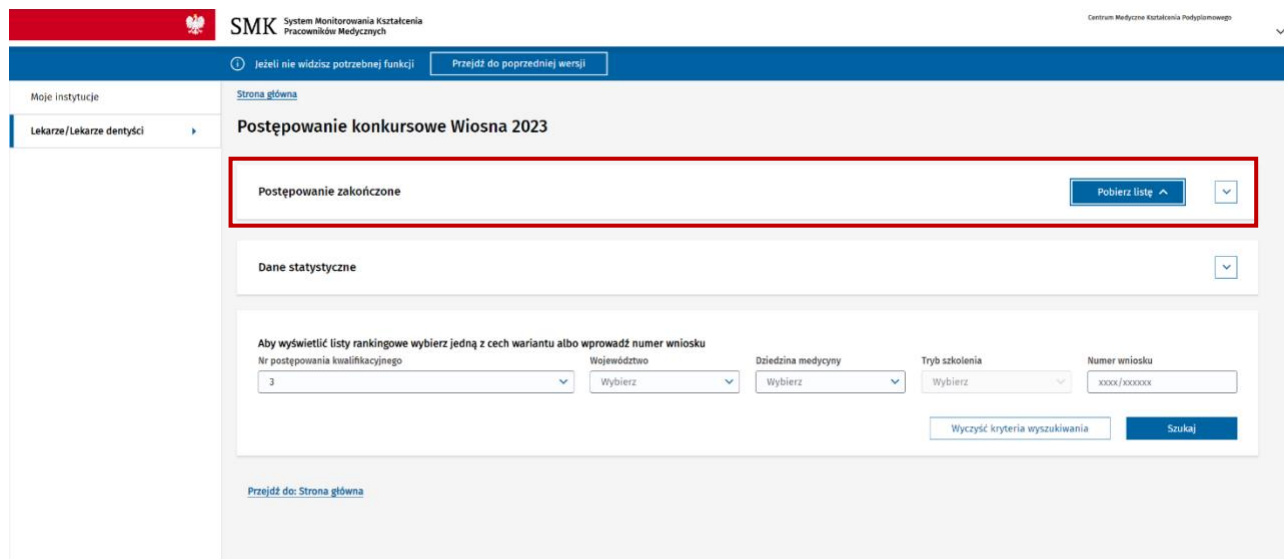 SMK System Monitorowania Kształcenia
Pracowników Medycznych
Centrum Medyczne Kształcenia Podyplomowego
Jeżeli nie widzisz potrzebnej funkcji
Przejdź do poprzedniej wersji
Moje instytucje
Lekarze/Lekarze dentyści
Strona główna
Postępowanie konkursowe Wiosna 2023
Postępowanie zakończone
Pobierz listę
Dane statystyczne
Aby wyświetlić listy rankingowe wybierz jedną z cech wariantu albo wprowadź numer wniosku
Nr postępowania kwalifikacyjnego
Województwo
Dziedzina medycyny
Tryb szkolenia
Numer wniosku
3
Wybierz
Wybierz
Wybierz
xxxx/xxxxxx
Wyczyść kryteria wyszukiwania
Szukaj
Przejdź do: Strona główna